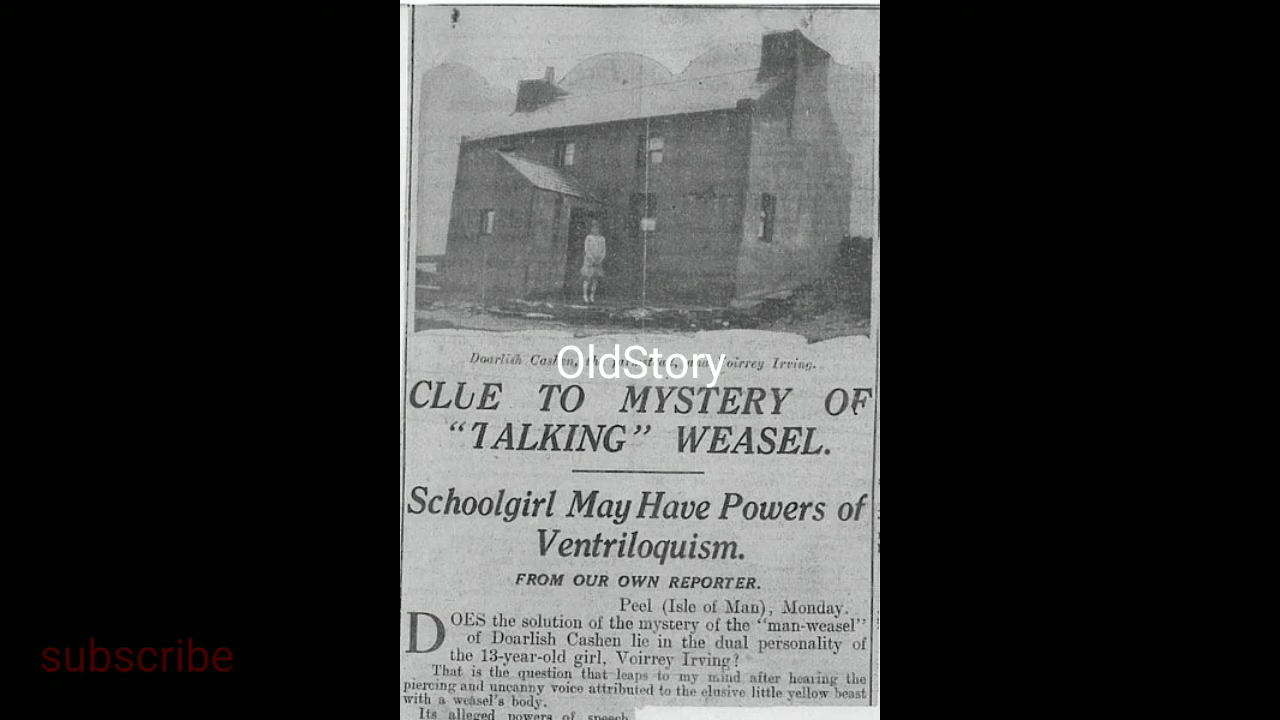 OldStory
Doarlish Cashen, the farmstead, and Voirrey Irving.
CLUE TO MYSTERY OF
"TALKING" WEASEL.
Schoolgirl May Have Powers of
Ventriloquism.
FROM OUR OWN REPORTER.
Peel (Isle of Man), Monday.
DOES the solution of the mystery of the "man-weasel"
of Doarlish Cashen lie in the dual personality of
the 13-year-old girl, Voirrey Irving?
That is the question that leaps to my mind after hearing the
piercing and uncanny voice attributed to the elusive little yellow beast
with a weasel's body.
Its alleged powers of speech
subscribe